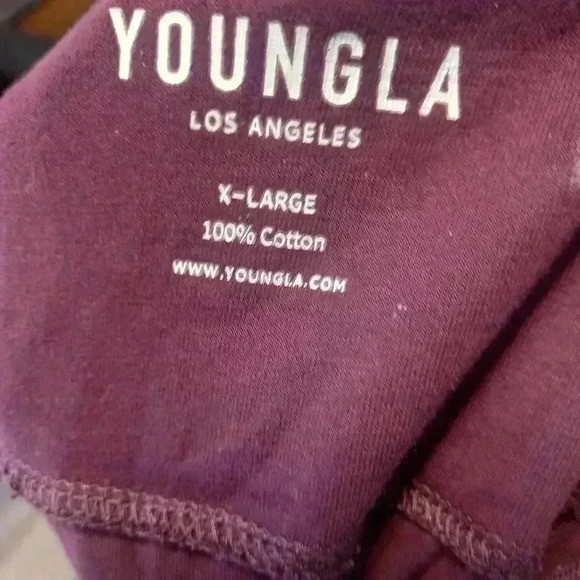 YOUNGLA
LOS ANGELES
X-LARGE
100% Cotton
WWW.YOUNGLA.COM